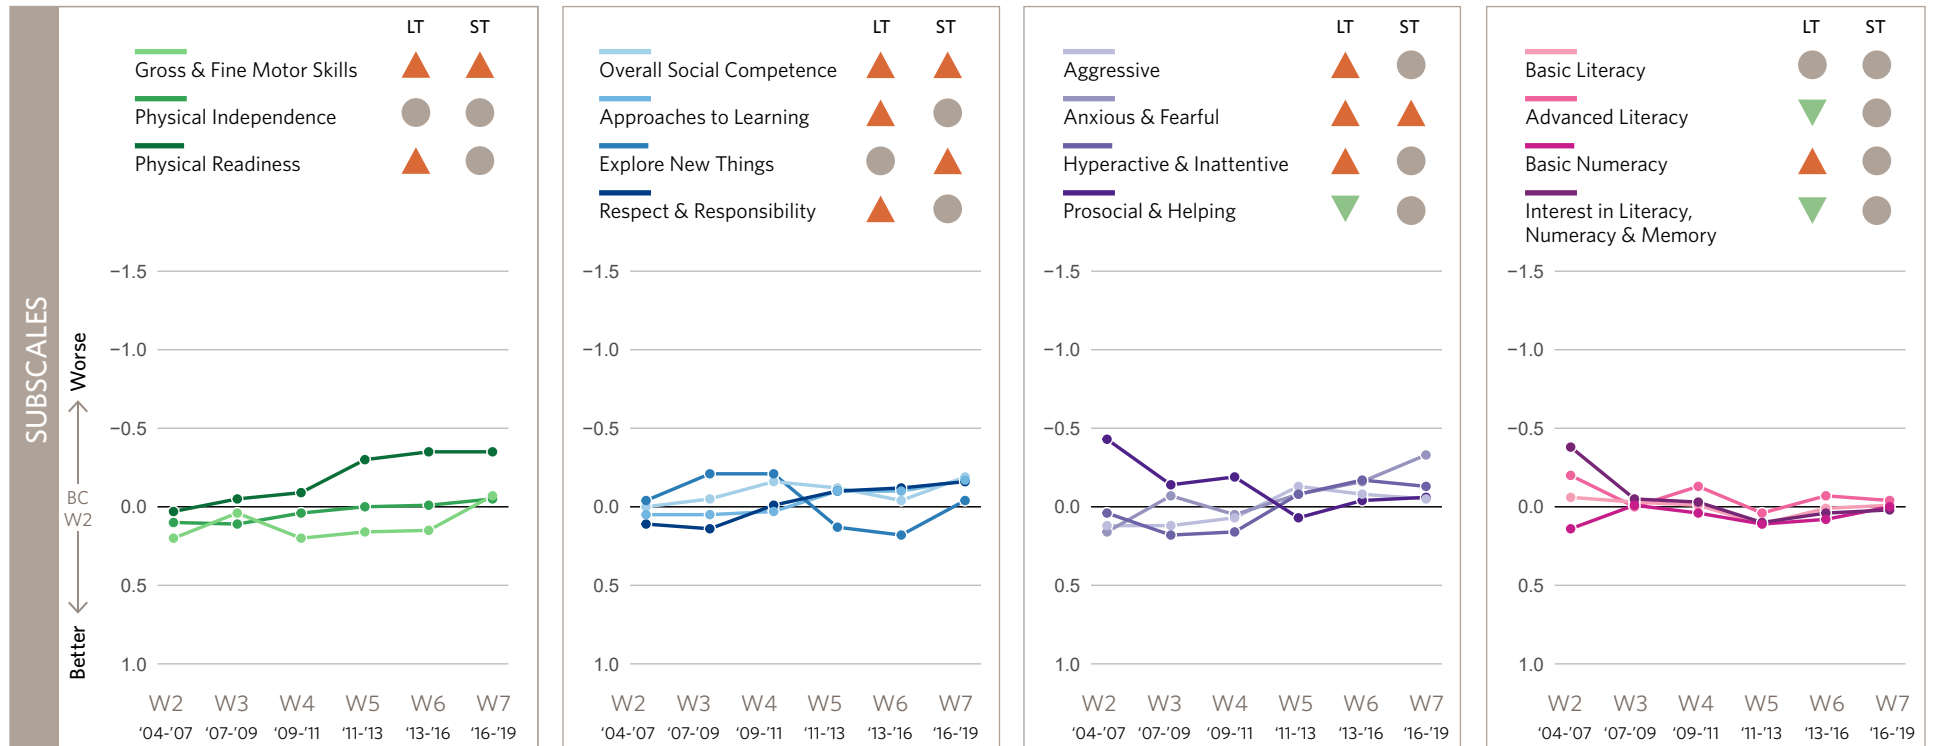 SUBSCALES
Worse
BC
W2
Better
LT ST
Gross & Fine Motor Skills
Physical Independence
Physical Readiness
−1.5
−1.0
−0.5
0.0
0.5
1.0
W2 W3 W4 W5 W6 W7
‘04-’07 ‘07-’09 ‘09-’11 ‘11-’13 ‘13-’16 ‘16-’19
LT ST
Overall Social Competence
Approaches to Learning
Explore New Things
Respect & Responsibility
−1.5
−1.0
−0.5
0.0
0.5
1.0
W2 W3 W4 W5 W6 W7
‘04-’07 ‘07-’09 ‘09-’11 ‘11-’13 ‘13-’16 ‘16-’19
LT ST
Aggressive
Anxious & Fearful
Hyperactive & Inattentive
Prosocial & Helping
−1.5
−1.0
−0.5
0.0
0.5
1.0
W2 W3 W4 W5 W6 W7
‘04-’07 ‘07-’09 ‘09-’11 ‘11-’13 ‘13-’16 ‘16-’19
LT ST
Basic Literacy
Advanced Literacy
Basic Numeracy
Interest in Literacy,
Numeracy & Memory
−1.5
−1.0
−0.5
0.0
0.5
1.0
W2 W3 W4 W5 W6 W7
‘04-’07 ‘07-’09 ‘09-’11 ‘11-’13 ‘13-’16 ‘16-’19